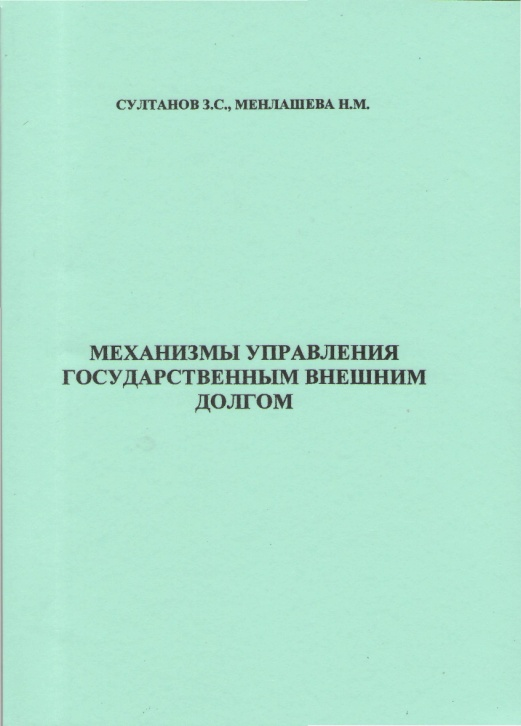 СУЛТАНОВ З.С., МЕНЛАШЕВА Н.М.
МЕХАНИЗМЫ УПРАВЛЕНИЯ
ГОСУДАРСТВЕННЫМ ВНЕШНИМ
ДОЛГОМ